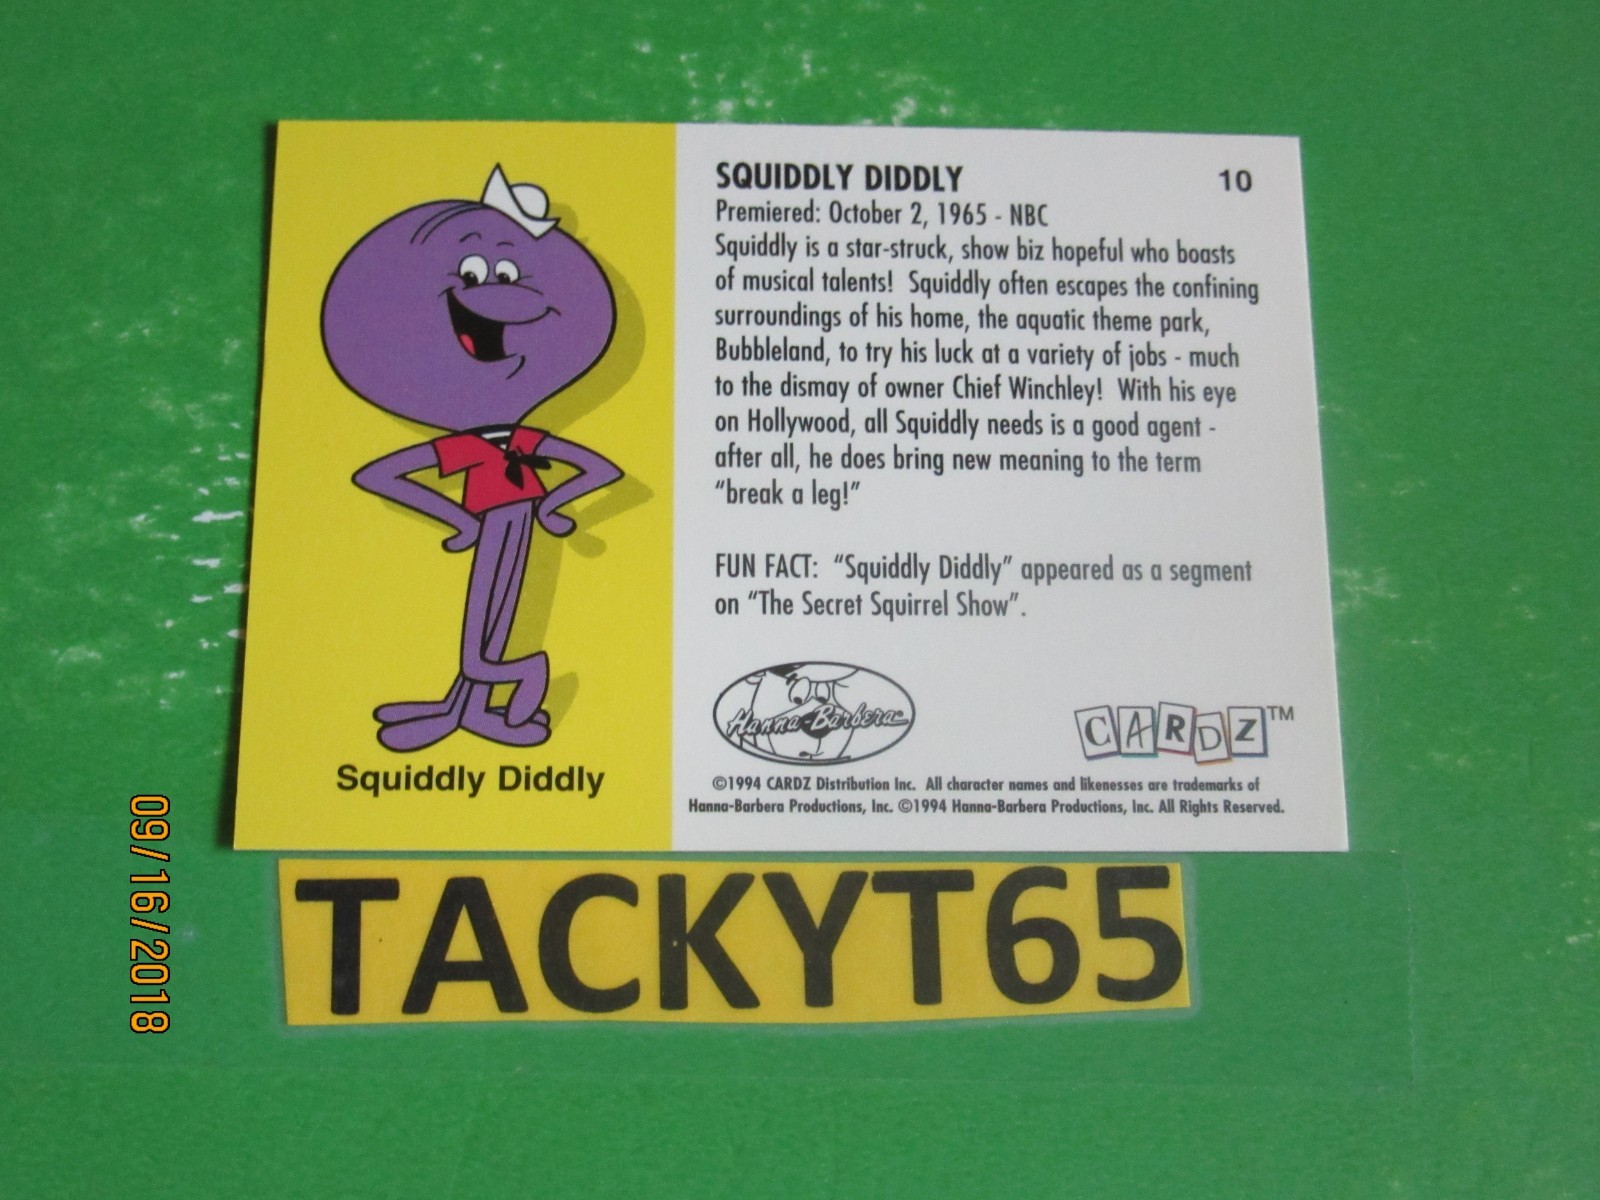 SQUIDDLY DIDDLY 10
Premiered: October 2, 1965 - NBC
Squiddly is a star-struck, show biz hopeful who boasts
of musical talents! Squiddly often escapes the confining
surroundings of his home, the aquatic theme park,
Bubbleland, to try his luck at a variety of jobs - much
to the dismay of owner Chief Winchley! With his eye
on Hollywood, all Squiddly needs is a good agent -
after all, he does bring new meaning to the term
“break a leg!”
FUN FACT: “Squiddly Diddly” appeared as a segment
on “The Secret Squirrel Show”.
Hanna-Barbera
CARDZ™
Squiddly Diddly
©1994 CARDZ Distribution Inc. All character names and likenesses are trademarks of
Hanna-Barbera Productions, Inc. ©1994 Hanna-Barbera Productions, Inc. All Rights Reserved.
TACKYT65
09/16/2018